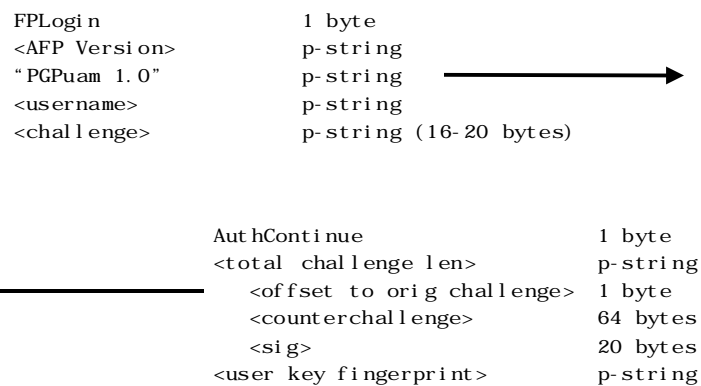 FPLogin 1 byte
<AFP Version> p-string
“PGPuam 1.0” p-string
<username> p-string
<challenge> p-string (16-20 bytes)
AuthContinue 1 byte
<total challenge len> p-string
<offset to orig challenge> 1 byte
<counterchallenge> 64 bytes
<sig> 20 bytes
<user key fingerprint> p-string